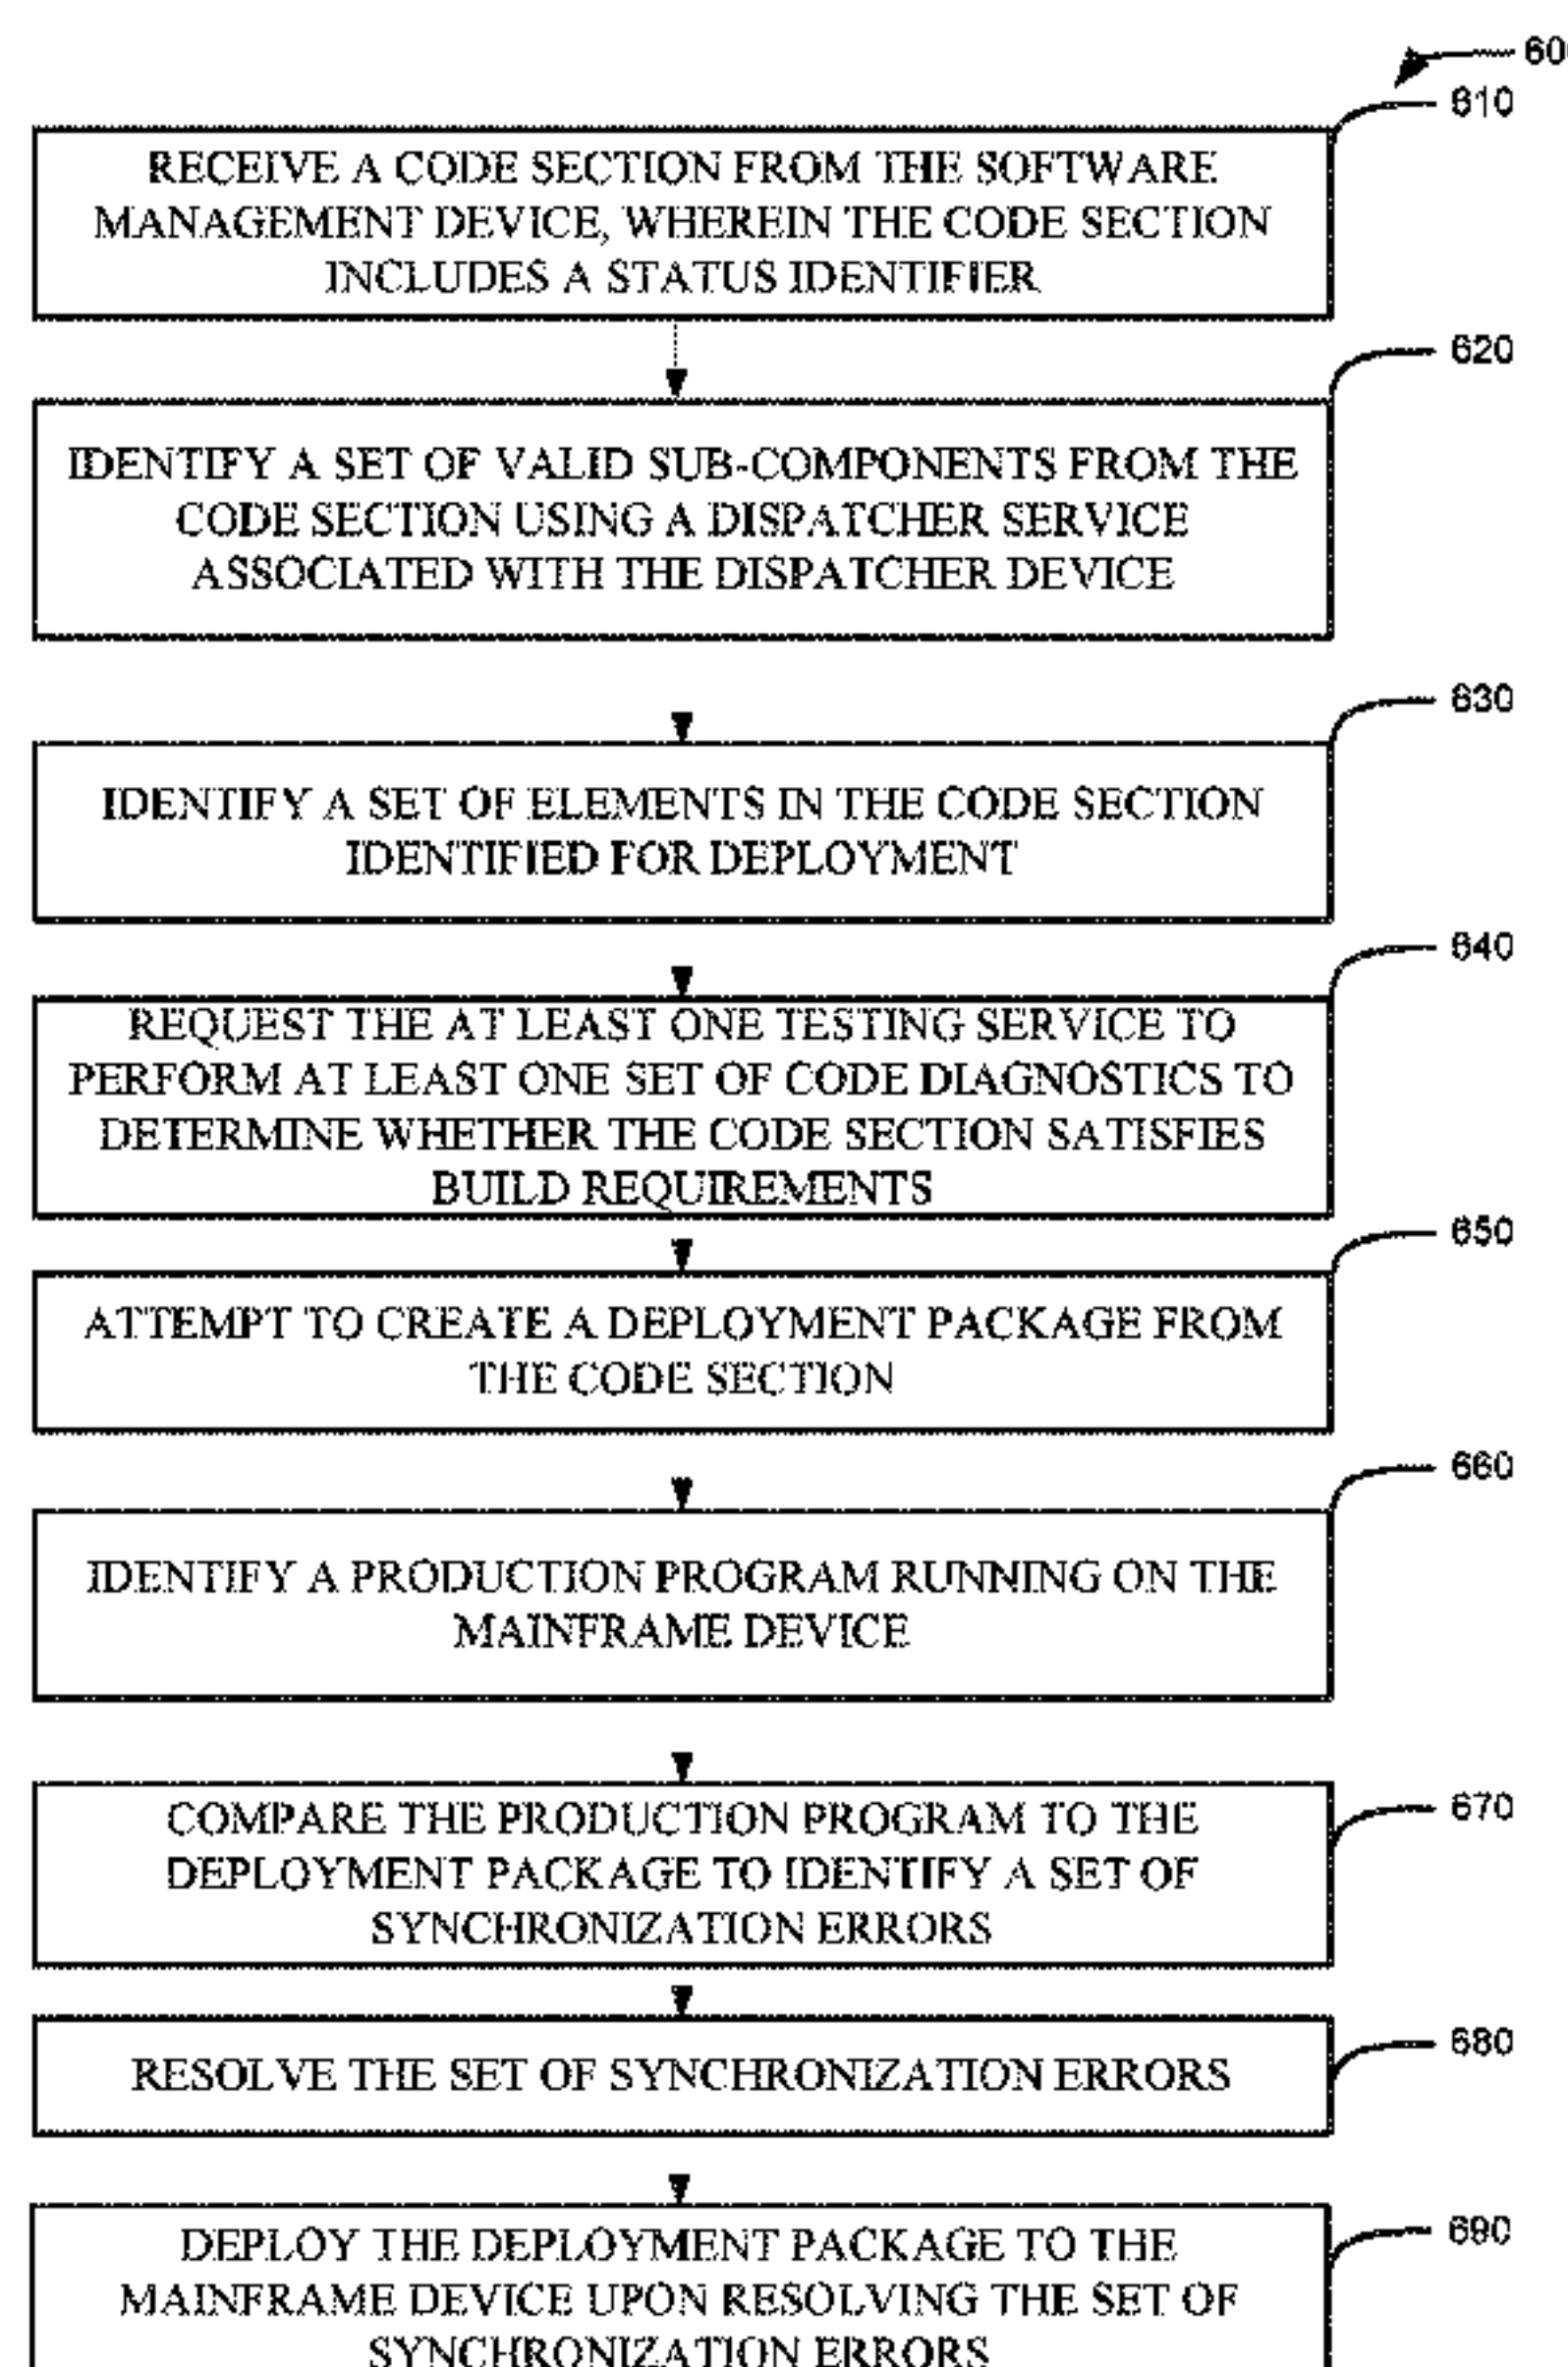 60
610
RECEIVE A CODE SECTION FROM THE SOFTWARE
MANAGEMENT DEVICE, WHEREIN THE CODE SECTION
INCLUDES A STATUS IDENTIFIER
620
IDENTIFY A SET OF VALID SUB-COMPONENTS FROM THE
CODE SECTION USING A DISPATCHER SERVICE
ASSOCIATED WITH THE DISPATCHER DEVICE
630
IDENTIFY A SET OF ELEMENTS IN THE CODE SECTION
IDENTIFIED FOR DEPLOYMENT
640
REQUEST THE AT LEAST ONE TESTING SERVICE TO
PERFORM AT LEAST ONE SET OF CODE DIAGNOSTICS TO
DETERMINE WHETHER THE CODE SECTION SATISFIES
BUILD REQUIREMENTS
650
ATTEMPT TO CREATE A DEPLOYMENT PACKAGE FROM
THE CODE SECTION
660
IDENTIFY A PRODUCTION PROGRAM RUNNING ON THE
MAINFRAME DEVICE
670
COMPARE THE PRODUCTION PROGRAM TO THE
DEPLOYMENT PACKAGE TO IDENTIFY A SET OF
SYNCHRONIZATION ERRORS
680
RESOLVE THE SET OF SYNCHRONIZATION ERRORS
690
DEPLOY THE DEPLOYMENT PACKAGE TO THE
MAINFRAME DEVICE UPON RESOLVING THE SET OF
SYNCHRONIZATION ERRORS